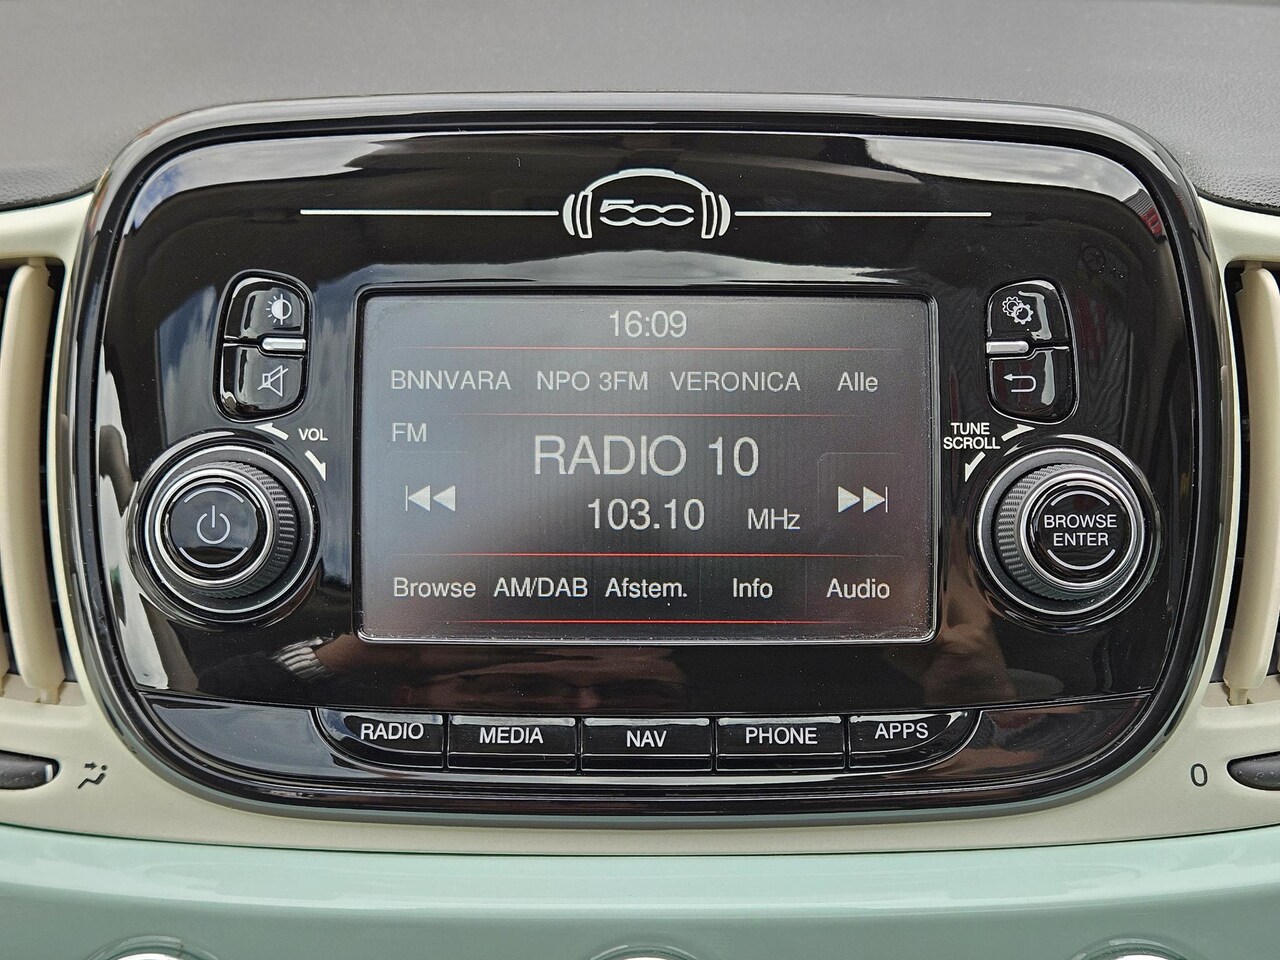 500
16:09
BNNVARA NPO 3FM VERONICA Alle
FM
RADIO 10
103.10 MHz
Browse AM/DAB Afstem. Info Audio
VOL
TUNE
SCROLL
BROWSE
ENTER
RADIO MEDIA NAV PHONE APPS
0